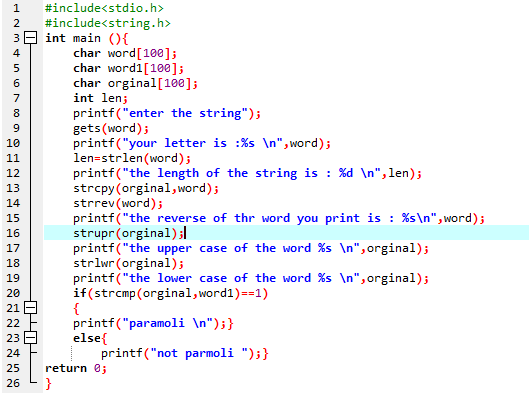 1 #include<stdio.h>
2 #include<string.h>
3 int main (){
4 char word[100];
5 char word1[100];
6 char orginal[100];
7 int len;
8 printf("enter the string");
9 gets(word);
10 printf("your letter is :%s \n",word);
11 len=strlen(word);
12 printf("the length of the string is : %d \n",len);
13 strcpy(orginal,word);
14 strrev(word);
15 printf("the reverse of thr word you print is : %s\n",word);
16 strupr(orginal);
17 printf("the upper case of the word %s \n",orginal);
18 strlwr(orginal);
19 printf("the lower case of the word %s \n",orginal);
20 if(strcmp(orginal,word1)==1)
21 {
22 printf("paramoli \n");}
23 else{
24 printf("not parmoli ");}
25 return 0;
26 }